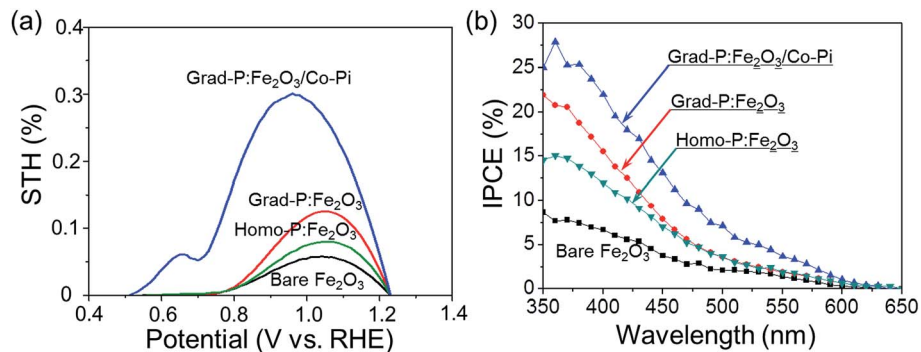 (a)
STH (%)
0.4
0.3
0.2
0.1
0
Grad-P:Fe₂O₃/Co-Pi
Grad-P:Fe₂O₃
Homo-P:Fe₂O₃
Bare Fe₂O₃
0.4 0.6 0.8 1.0 1.2 1.4
Potential (V vs. RHE)
(b)
IPCE (%)
30
25
20
15
10
5
0
Grad-P:Fe₂O₃/Co-Pi
Grad-P:Fe₂O₃
Homo-P:Fe₂O₃
Bare Fe₂O₃
350 400 450 500 550 600 650
Wavelength (nm)